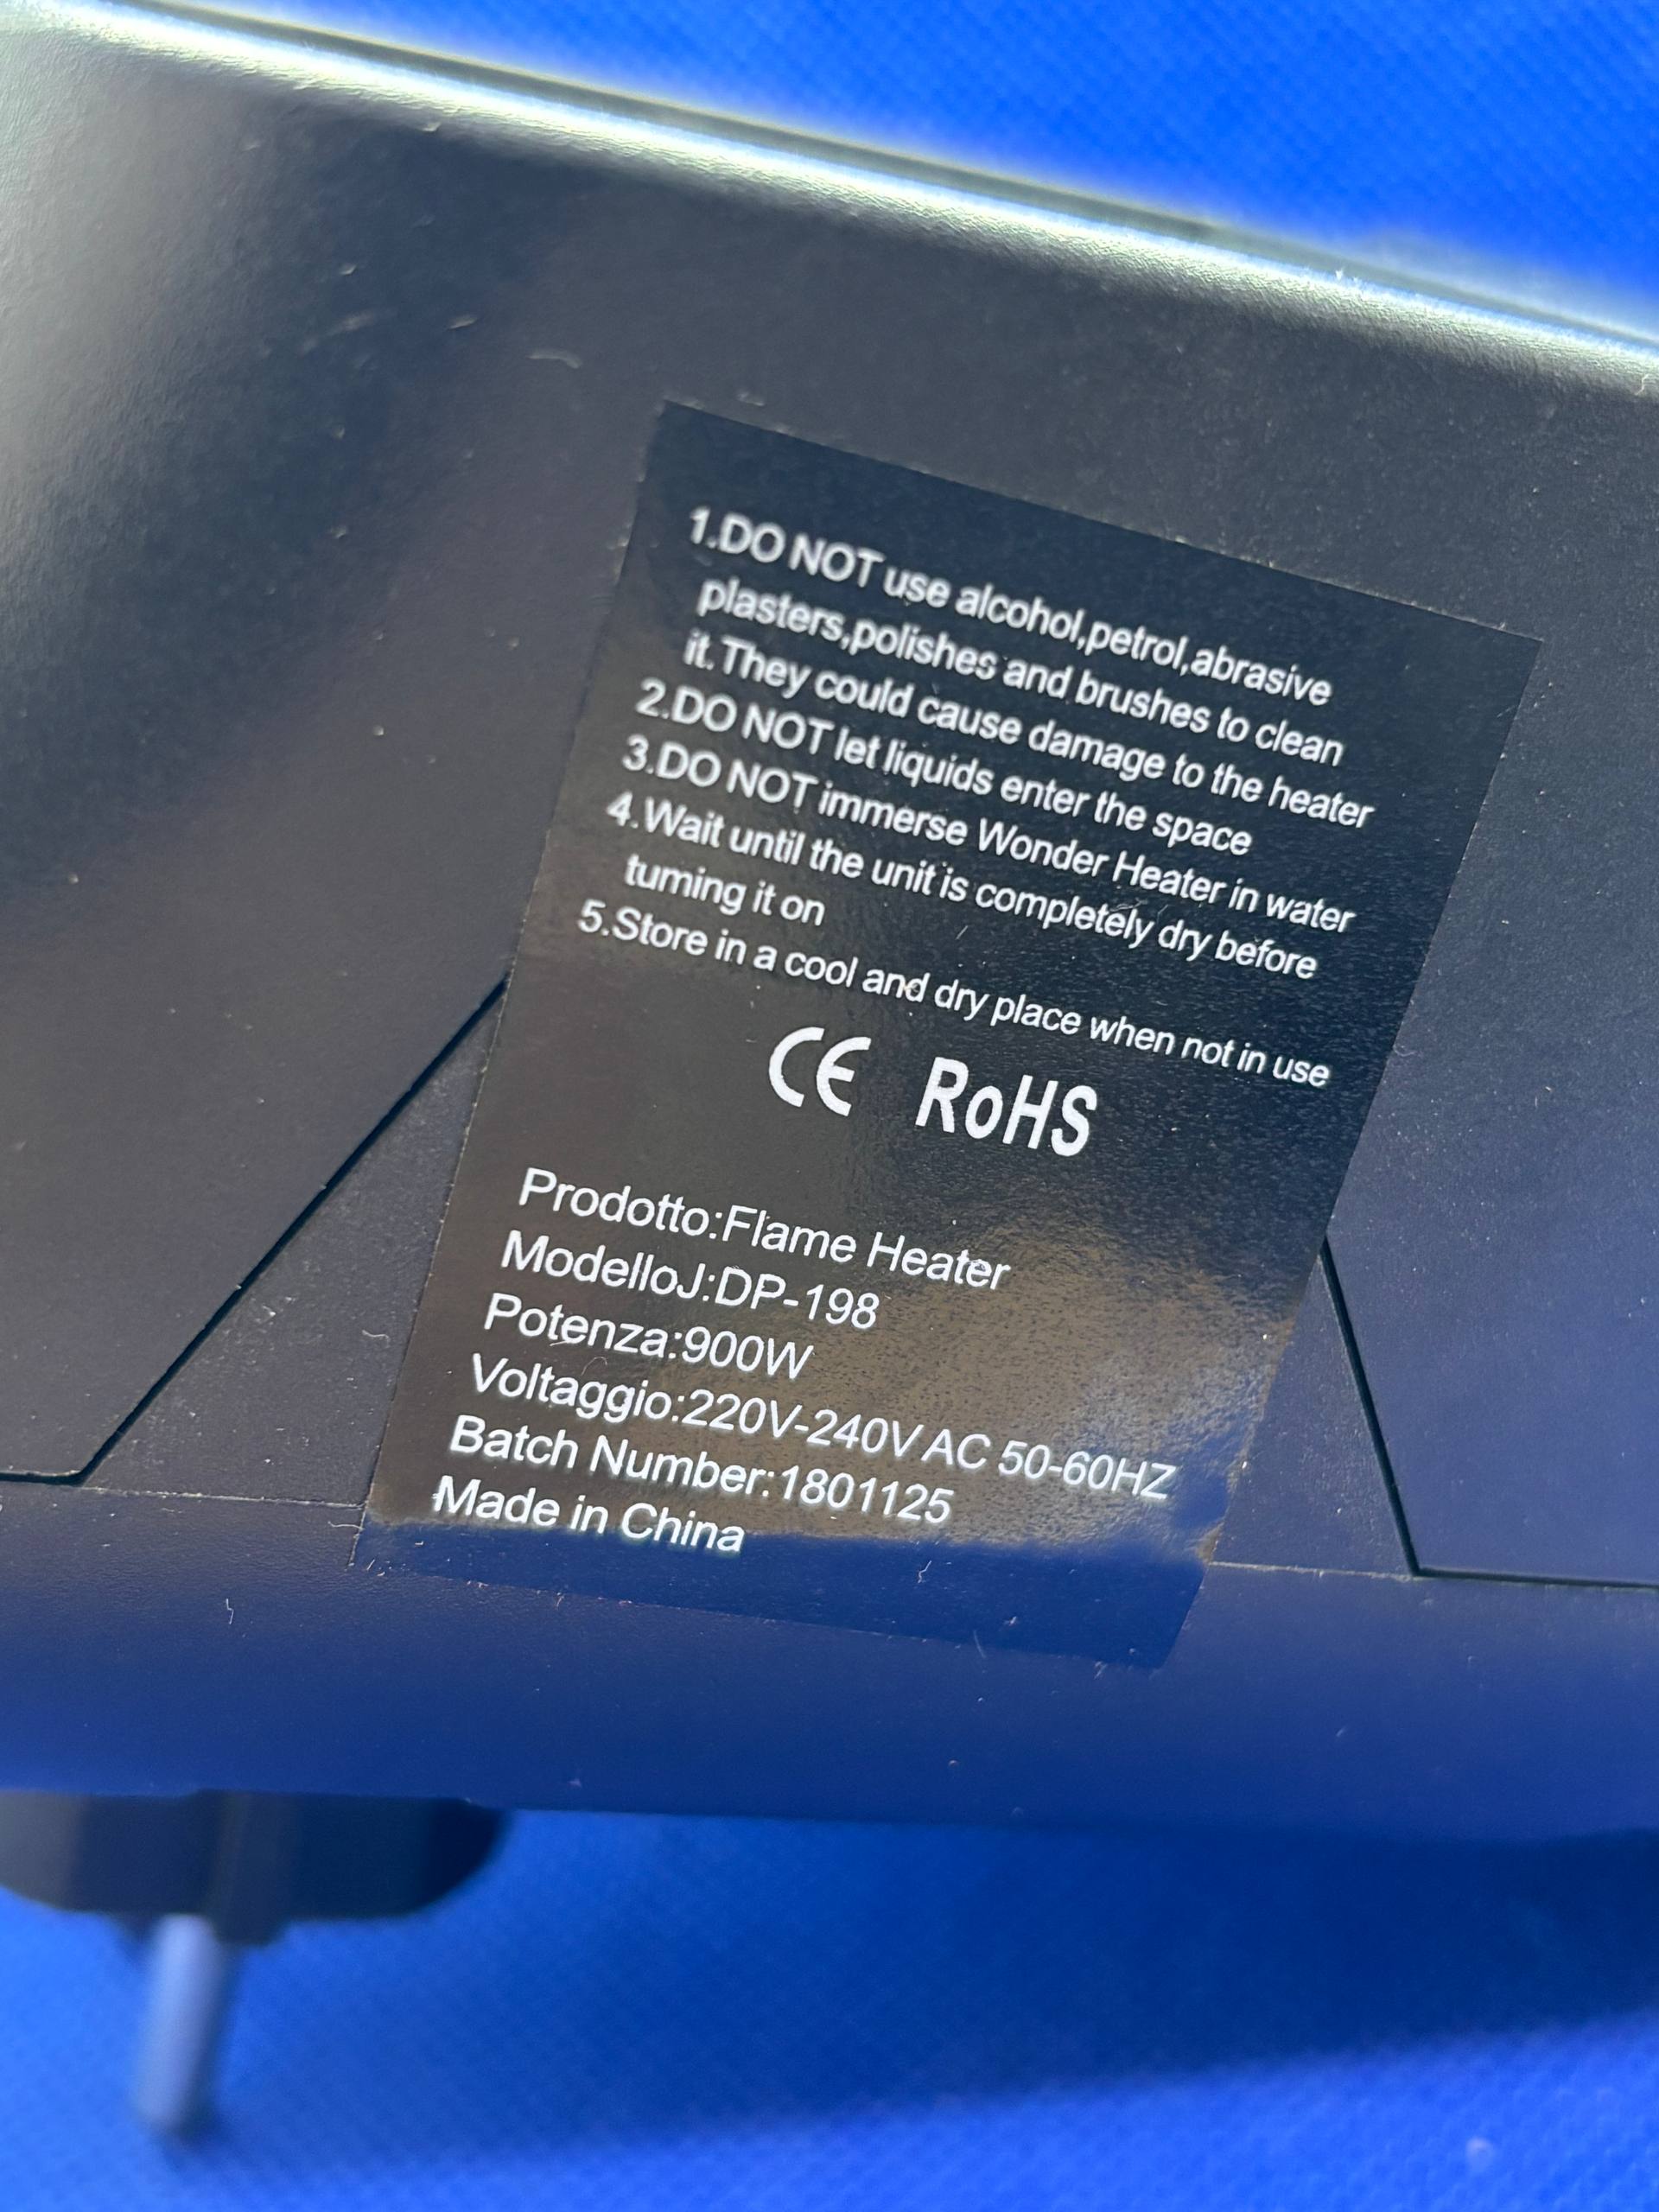 1.DO NOT use alcohol,petrol,abrasive
plasters,polishes and brushes to clean
it.They could cause damage to the heater
2.DO NOT let liquids enter the space
3.DO NOT immerse Wonder Heater in water
4.Wait until the unit is completely dry before
turning it on
5.Store in a cool and dry place when not in use
CE RoHS
Prodotto:Flame Heater
ModelloJ:DP-198
Potenza:900W
Voltaggio:220V-240V AC 50-60HZ
Batch Number:1801125
Made in China